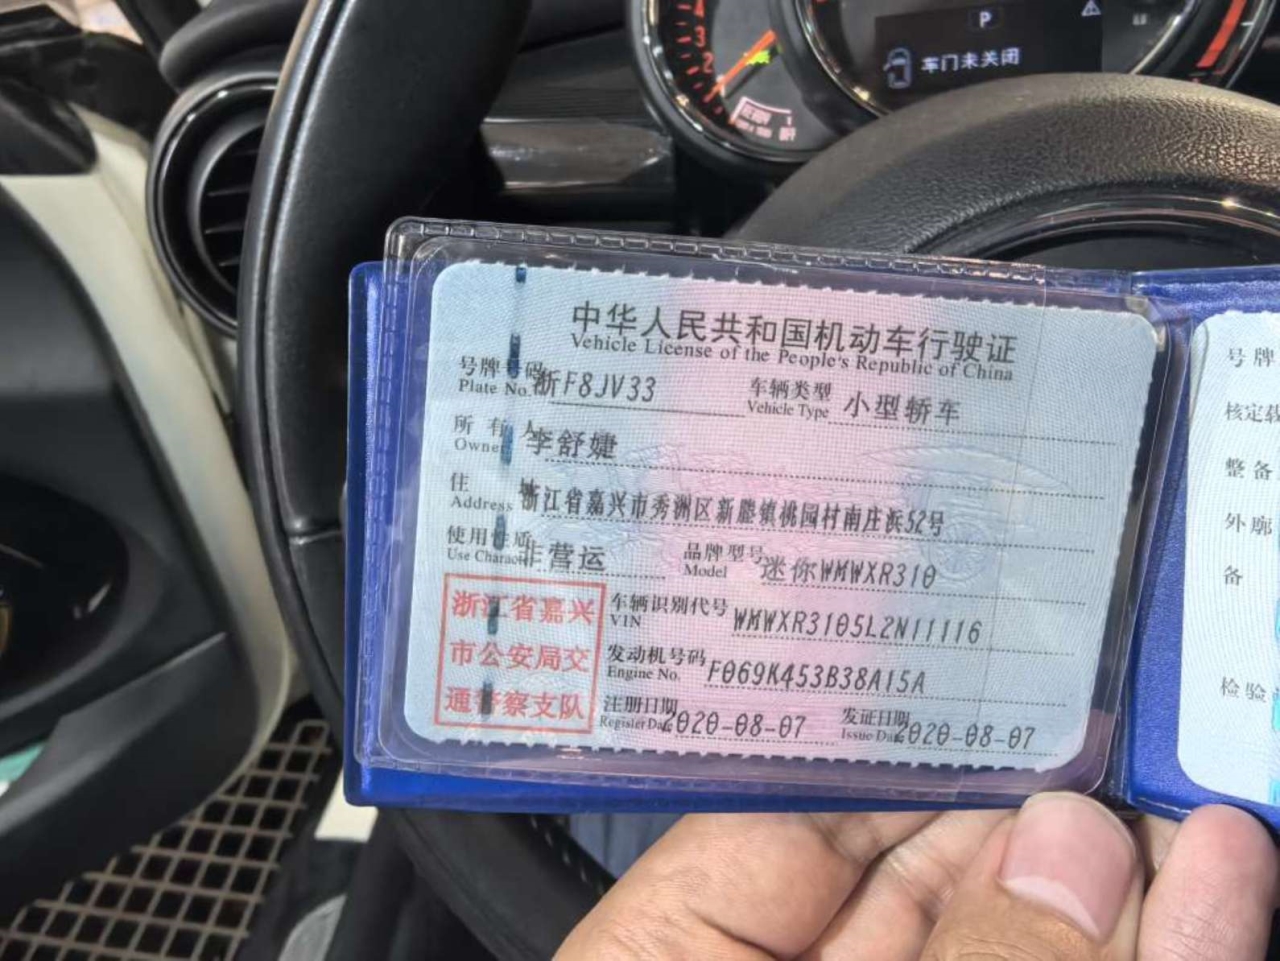 P
车门未关闭
中华人民共和国机动车行驶证
Vehicle License of the People's Republic of China
号牌号码 浙F8JV33 车辆类型 小型轿车
Plate No. Vehicle Type
所有人 李舒婕
Owner
住址 浙江省嘉兴市秀洲区新塍镇桃园村南庄浜52号
Address
使用性质 非营运 品牌型号 迷你WMWXR310
Use Character Model
浙江省嘉兴
市公安局交
通警察支队
车辆识别代号 WMWXR3105L2N11116
VIN
发动机号码 F069K453B38A15A
Engine No.
注册日期 2020-08-07 发证日期 2020-08-07
Register Date Issue Date
号牌
核定载
整备
外廓
备
检验